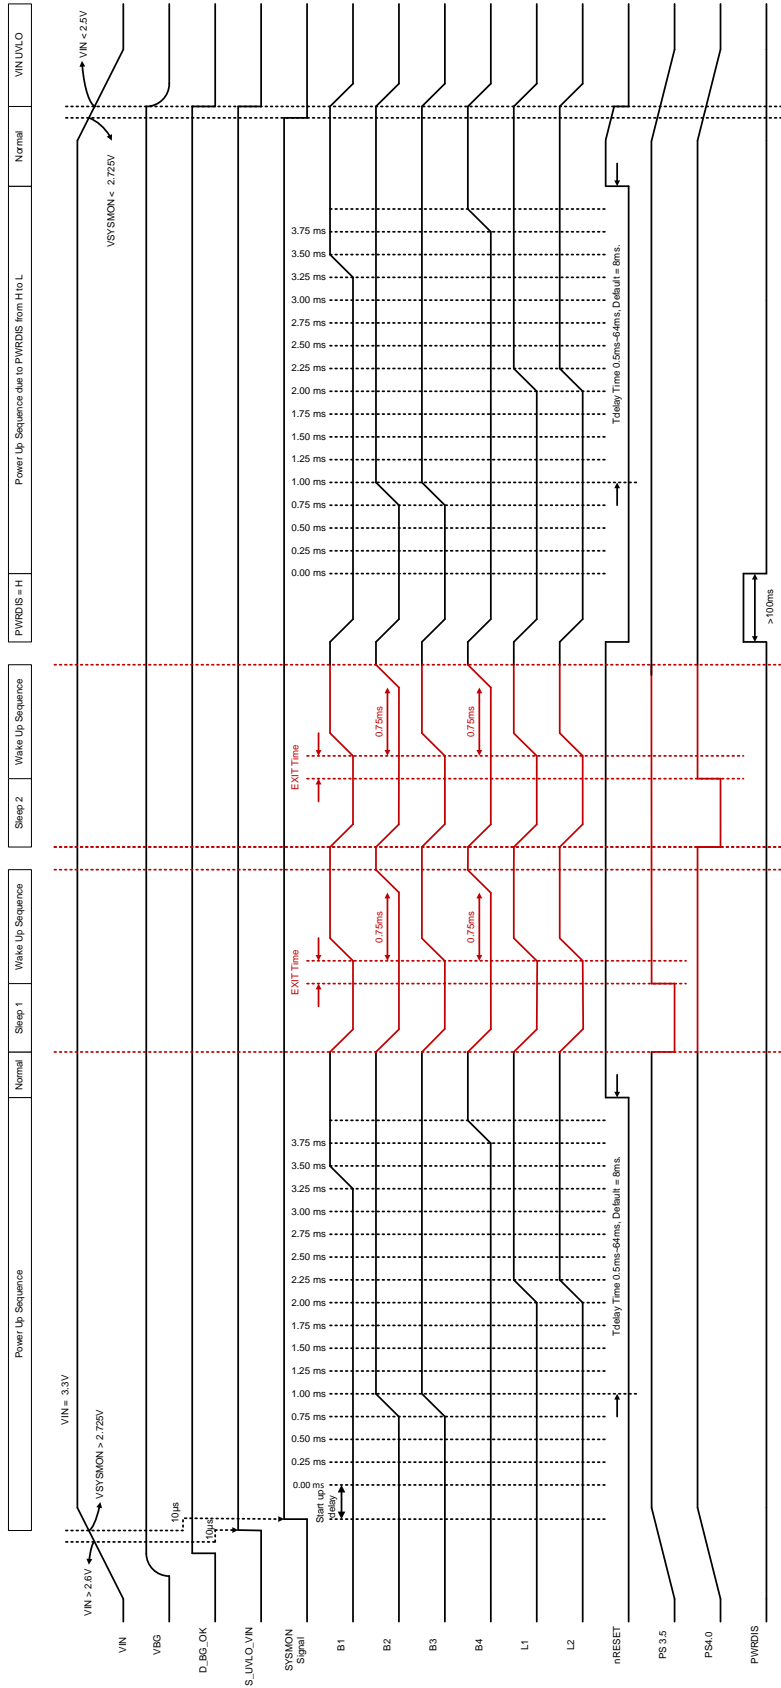 Power Up Sequence
Normal
Sleep 1
Wake Up Sequence
Sleep 2
Wake Up Sequence
PWRDIS = H
Power Up Sequence due to PWRDIS from H to L
Normal
VIN UVLO
VIN = 3.3V
VIN > 2.6V
VSYSMON > 2.725V
VSYSMON < 2.725V
VIN < 2.5V
VIN
VBG
D_BG_OK
S_UVLO_VIN
SYSMON
Signal
B1
B2
B3
B4
L1
L2
nRESET
PS 3.5
PS4.0
PWRDIS
10µs
10µs
Start up
delay
0.00 ms
0.25 ms
0.50 ms
0.75 ms
1.00 ms
1.25 ms
1.50 ms
1.75 ms
2.00 ms
2.25 ms
2.50 ms
2.75 ms
3.00 ms
3.25 ms
3.50 ms
3.75 ms
Tdelay Time 0.5ms~64ms, Default = 8ms.
EXIT Time
0.75ms
0.75ms
EXIT Time
0.75ms
0.75ms
>100ms
0.00 ms
0.25 ms
0.50 ms
0.75 ms
1.00 ms
1.25 ms
1.50 ms
1.75 ms
2.00 ms
2.25 ms
2.50 ms
2.75 ms
3.00 ms
3.25 ms
3.50 ms
3.75 ms
Tdelay Time 0.5ms~64ms, Default = 8ms.